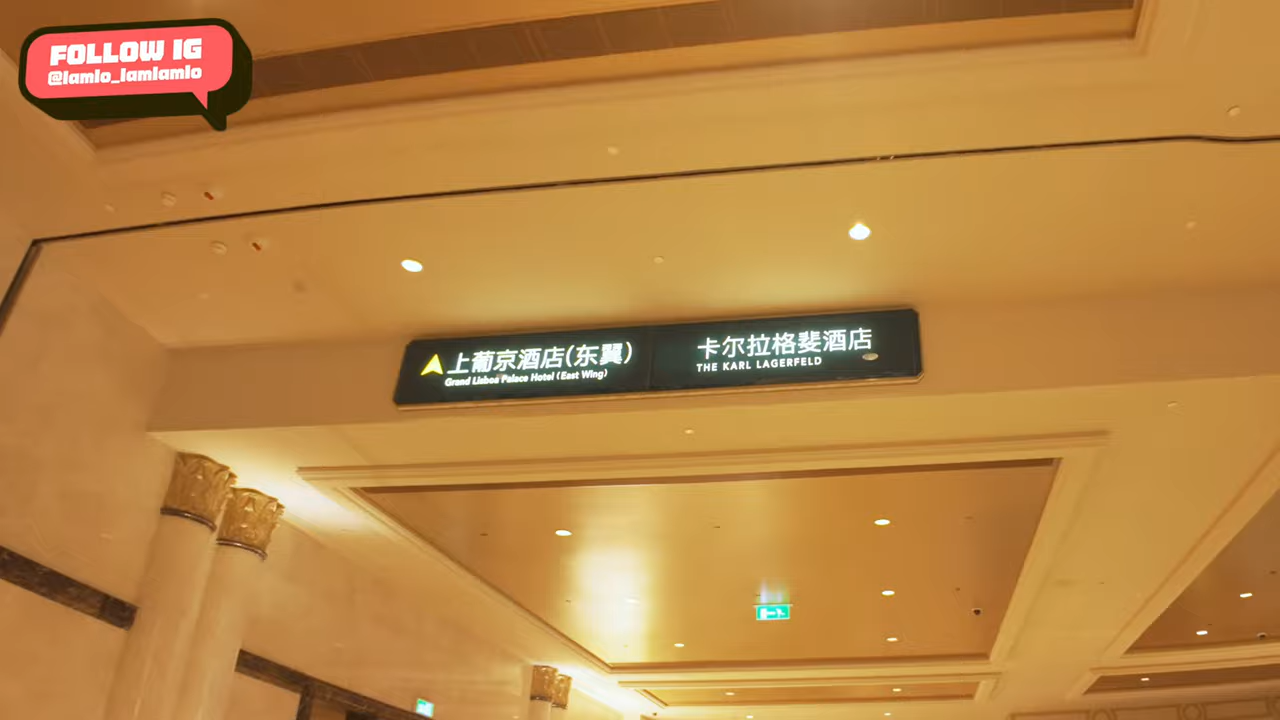 FOLLOW IG
@lamlo_lamlamlo
上葡京酒店(东翼)
Grand Lisboa Palace Hotel (East Wing)
卡尔拉格斐酒店
THE KARL LAGERFELD